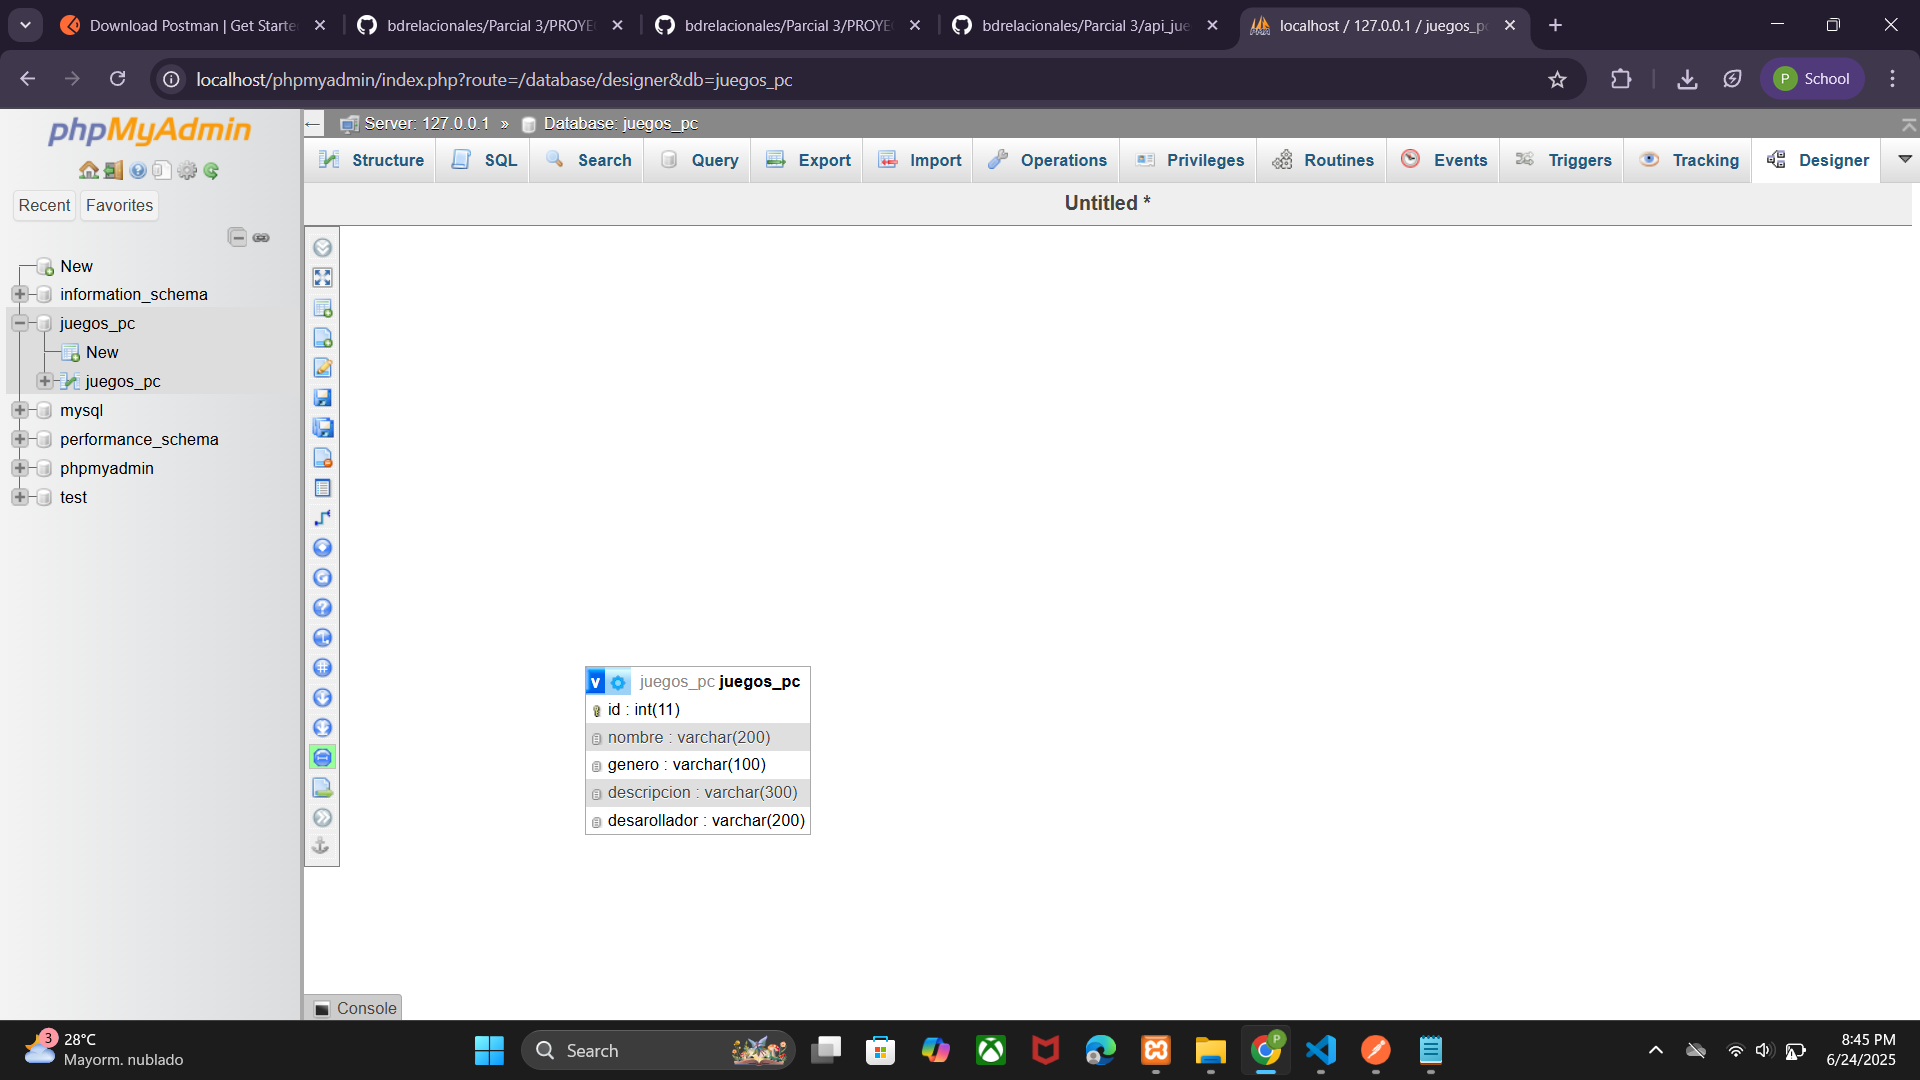 Download Postman | Get Starte
bdrelacionales/Parcial 3/PROYE
bdrelacionales/Parcial 3/PROYE
bdrelacionales/Parcial 3/api_jue
localhost / 127.0.0.1 / juegos_p
localhost/phpmyadmin/index.php?route=/database/designer&db=juegos_pc
P School
phpMyAdmin
Recent Favorites
New
information_schema
juegos_pc
New
juegos_pc
mysql
performance_schema
phpmyadmin
test
Server: 127.0.0.1 » Database: juegos_pc
Structure SQL Search Query Export Import Operations Privileges Routines Events Triggers Tracking Designer
Untitled *
v juegos_pc juegos_pc
id : int(11)
nombre : varchar(200)
genero : varchar(100)
descripcion : varchar(300)
desarollador : varchar(200)
Console
3
28°C
Mayorm. nublado
Search
P
8:45 PM
6/24/2025